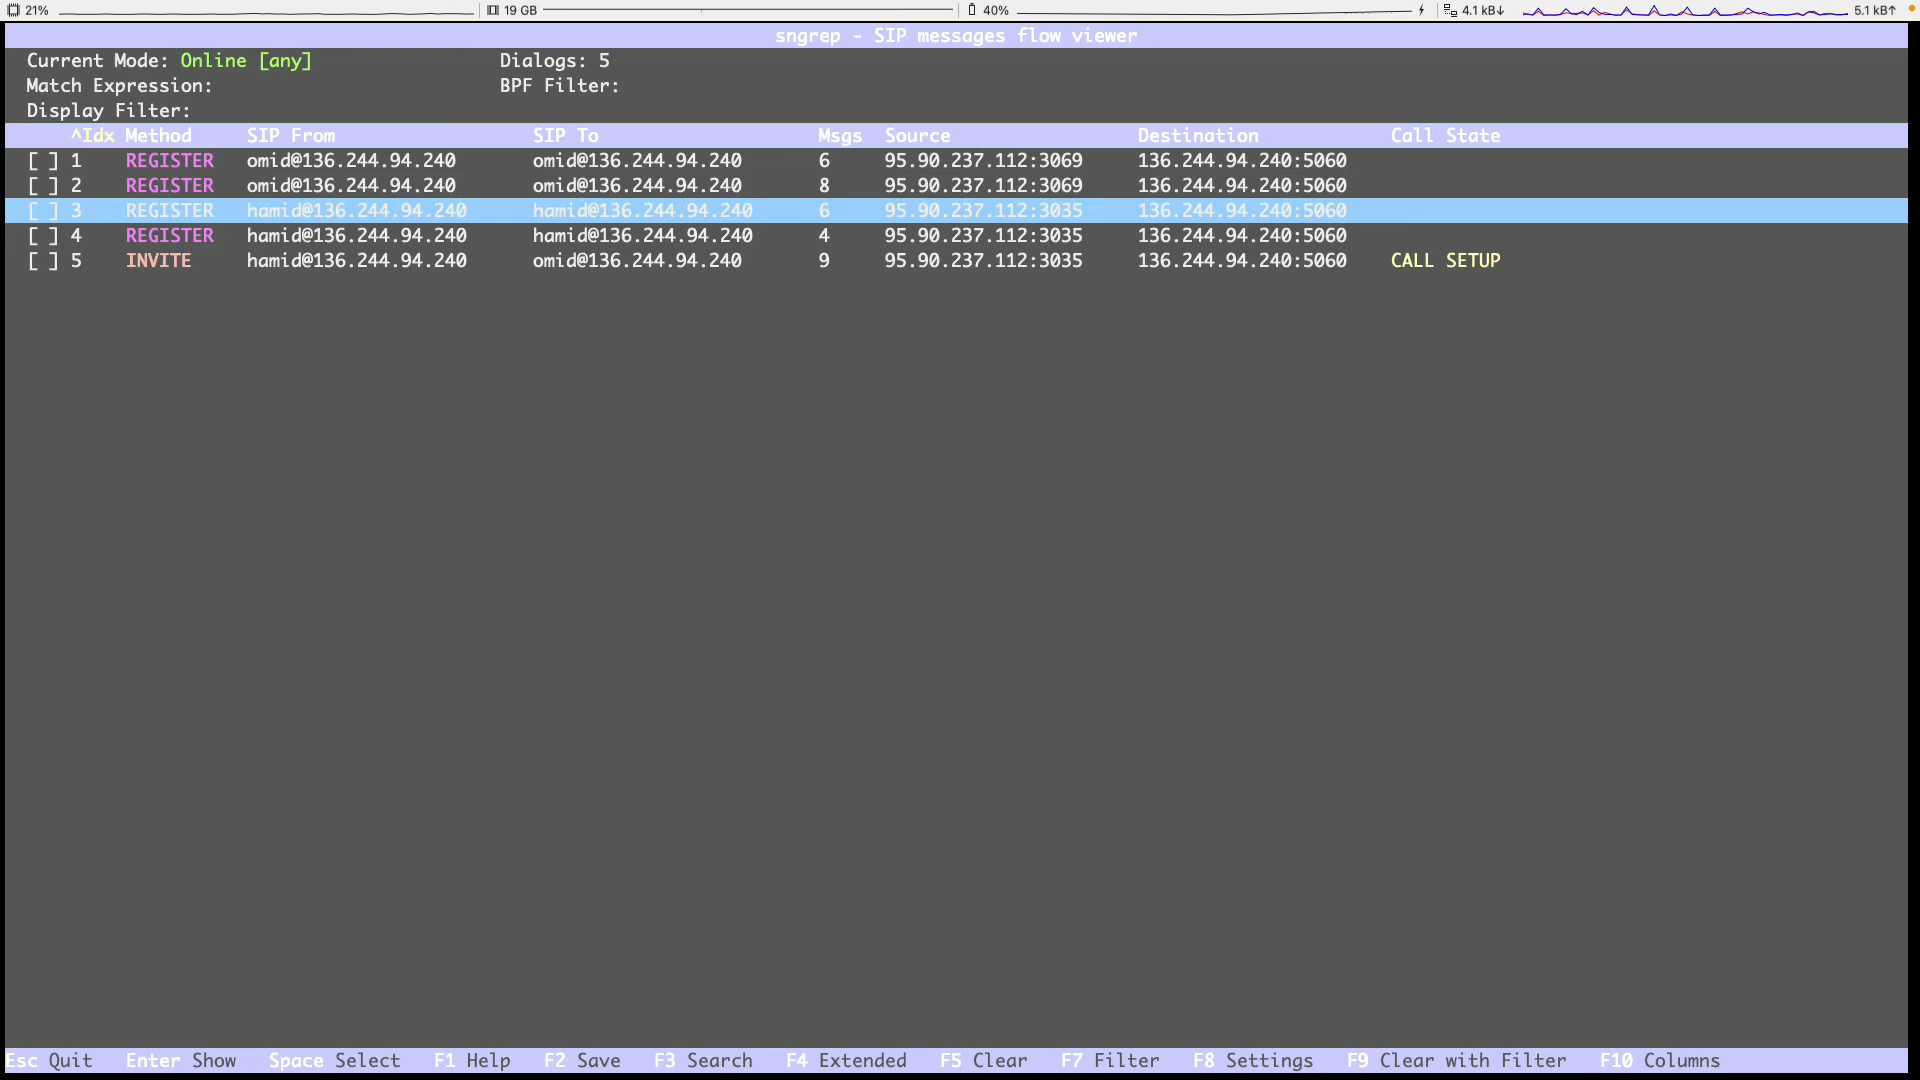 21% 19 GB 40% 4.1 kB↓ 5.1 kB↑
sngrep - SIP messages flow viewer
Current Mode: Online [any] Dialogs: 5
Match Expression: BPF Filter:
Display Filter:
^Idx Method SIP From SIP To Msgs Source Destination Call State
[ ] 1 REGISTER omid@136.244.94.240 omid@136.244.94.240 6 95.90.237.112:3069 136.244.94.240:5060
[ ] 2 REGISTER omid@136.244.94.240 omid@136.244.94.240 8 95.90.237.112:3069 136.244.94.240:5060
[ ] 3 REGISTER hamid@136.244.94.240 hamid@136.244.94.240 6 95.90.237.112:3035 136.244.94.240:5060
[ ] 4 REGISTER hamid@136.244.94.240 hamid@136.244.94.240 4 95.90.237.112:3035 136.244.94.240:5060
[ ] 5 INVITE hamid@136.244.94.240 omid@136.244.94.240 9 95.90.237.112:3035 136.244.94.240:5060 CALL SETUP
Esc Quit Enter Show Space Select F1 Help F2 Save F3 Search F4 Extended F5 Clear F7 Filter F8 Settings F9 Clear with Filter F10 Columns